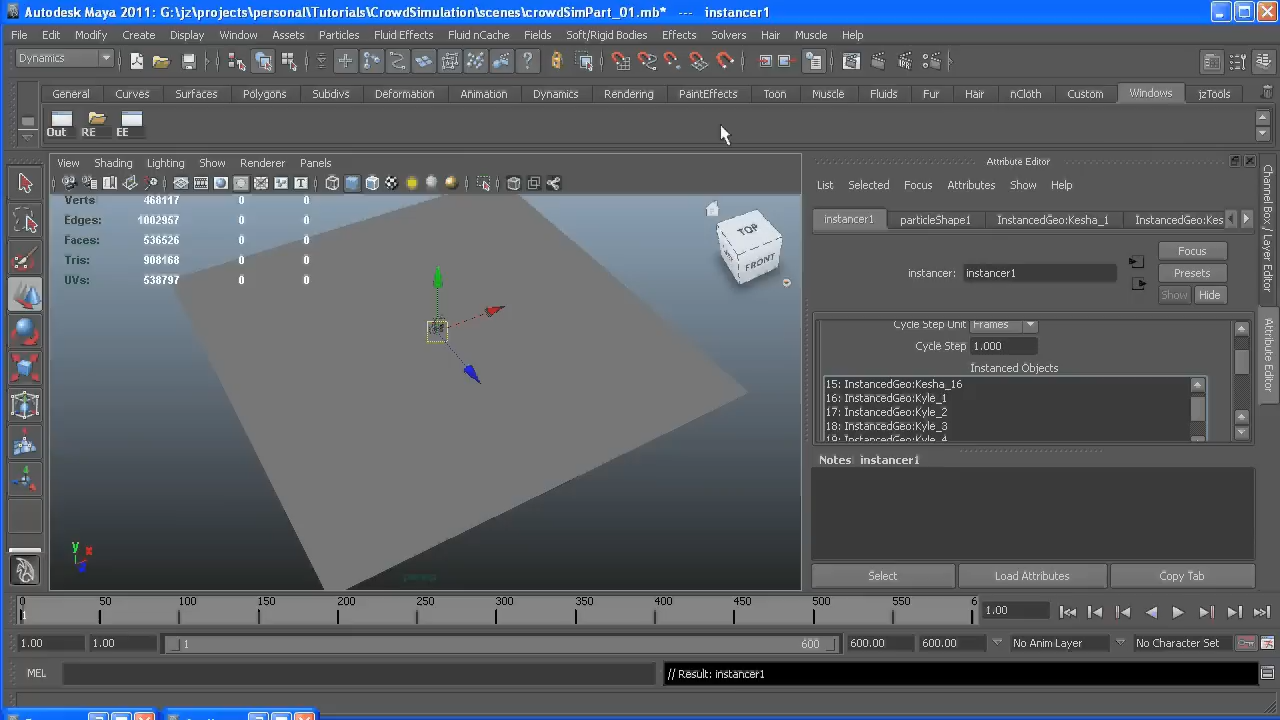 Autodesk Maya 2011: G:\jz\projects\personal\Tutorials\CrowdSimulation\scenes\crowdSimPart_01.mb* --- instancer1
File Edit Modify Create Display Window Assets Particles Fluid Effects Fluid nCache Fields Soft/Rigid Bodies Effects Solvers Hair Muscle Help
Dynamics
General Curves Surfaces Polygons Subdivs Deformation Animation Dynamics Rendering PaintEffects Toon Muscle Fluids Fur Hair nCloth Custom Windows jzTools
Out RE EE
View Shading Lighting Show Renderer Panels
Attribute Editor
List Selected Focus Attributes Show Help
Verts 468117 0 0
Edges: 1002957 0 0
Faces: 536526 0 0
Tris: 908168 0 0
UVs: 538797 0 0
TOP
FRONT
instancer1 particleShape1 InstancedGeo:Kesha_1 InstancedGeo:Kes
instancer: instancer1
Focus
Presets
Show Hide
Cycle Step Unit Frames
Cycle Step 1.000
Instanced Objects
15: InstancedGeo:Kesha_16
16: InstancedGeo:Kyle_1
17: InstancedGeo:Kyle_2
18: InstancedGeo:Kyle_3
19: InstancedGeo:Kyle_4
Notes: instancer1
Select Load Attributes Copy Tab
Channel Box / Layer Editor
Attribute Editor
y x
persp
0 50 100 150 200 250 300 350 400 450 500 550 6
1
1.00
1.00 1.00 1 600 600.00 600.00 No Anim Layer No Character Set
MEL // Result: instancer1